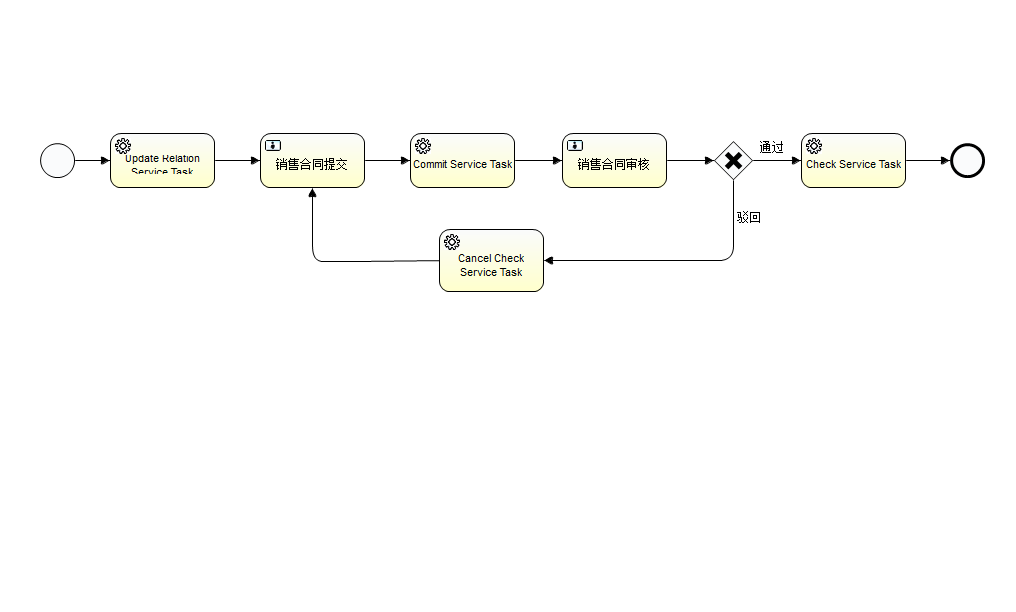 Update Relation
Service Task
销售合同提交
Commit Service Task
销售合同审核
通过
Check Service Task
驳回
Cancel Check
Service Task